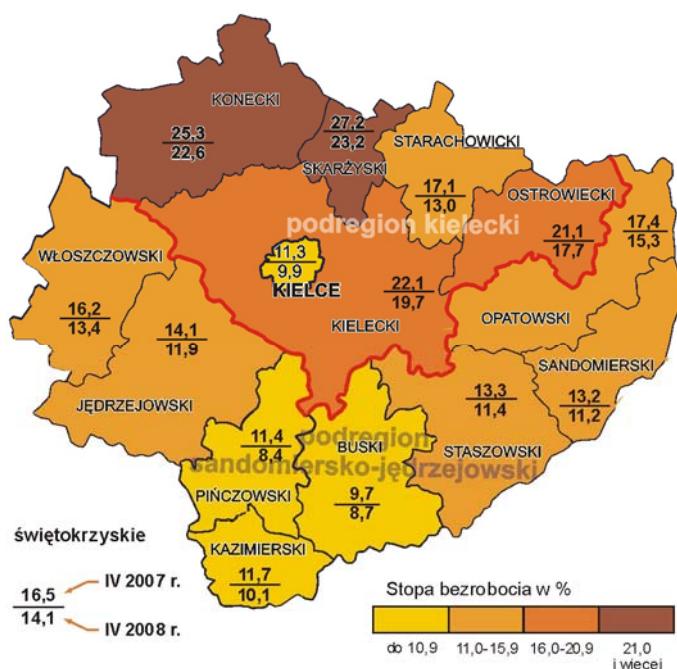 KONECKI
25,3
22,6
27,2
23,2
SKARŻYSKI
STARACHOWICKI
17,1
13,0
OSTROWIECKI
21,1
17,7
17,4
15,3
podregion kielecki
WŁOSZCZOWSKI
16,2
13,4
11,3
9,9
KIELCE
22,1
19,7
KIELECKI
OPATOWSKI
14,1
11,9
JĘDRZEJOWSKI
SANDOMIERSKI
13,2
11,2
13,3
11,4
STASZOWSKI
podregion
sandomiersko-jędrzejowski
11,4
8,4
PIŃCZOWSKI
BUSKI
9,7
8,7
KAZIMIERSKI
11,7
10,1
świętokrzyskie
16,5 IV 2007 r.
14,1 IV 2008 r.
Stopa bezrobocia w %
do 10,9 11,0-15,9 16,0-20,9 21,0
i więcej